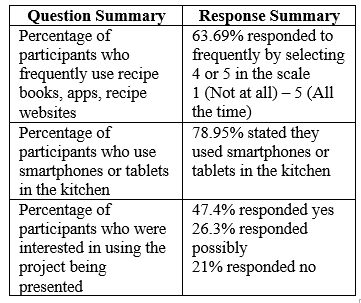 Question Summary Response Summary
Percentage of participants who frequently use recipe books, apps, recipe websites
63.69% responded to frequently by selecting 4 or 5 in the scale 1 (Not at all) – 5 (All the time)
Percentage of participants who use smartphones or tablets in the kitchen
78.95% stated they used smartphones or tablets in the kitchen
Percentage of participants who were interested in using the project being presented
47.4% responded yes
26.3% responded possibly
21% responded no